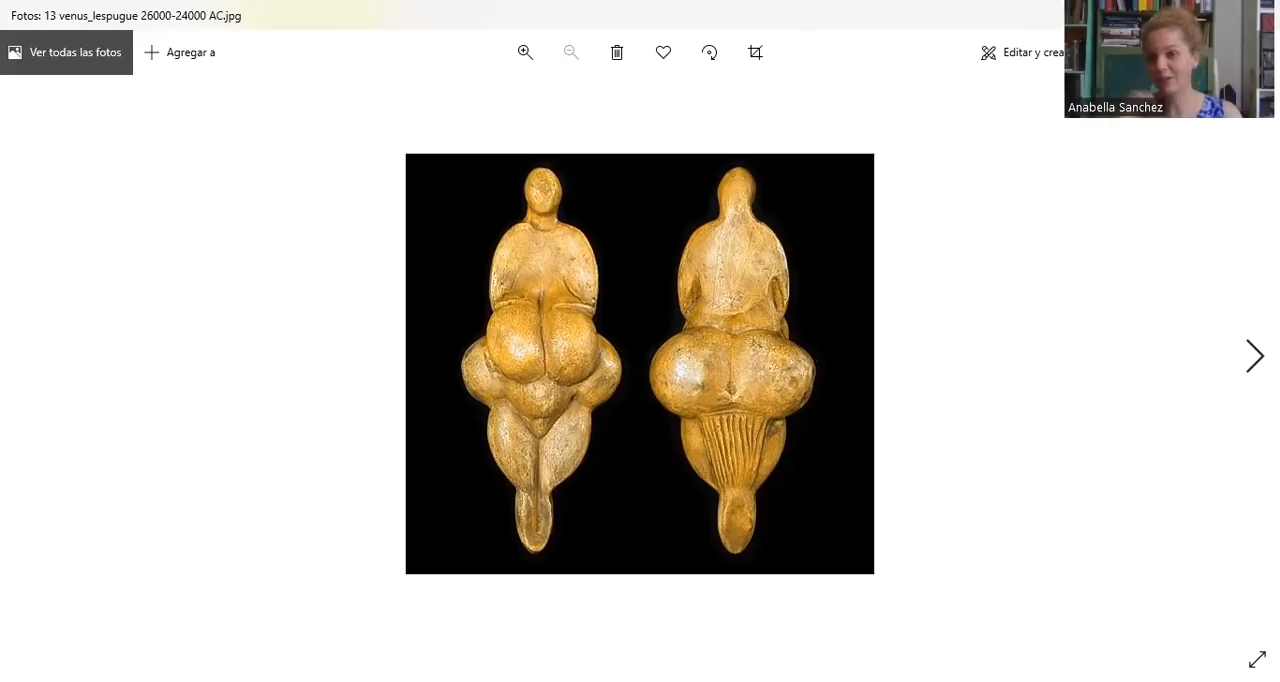 Fotos: 13 venus_lespugue 26000-24000 AC.jpg
Ver todas las fotos
Agregar a
Editar y crea
Anabella Sanchez